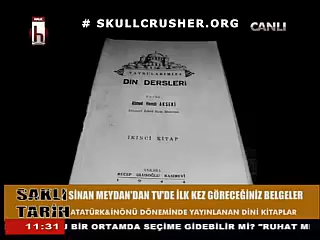 # SKULLCRUSHER.ORG
CANLI
YAVRULARIMIZA
DİN DERSLERİ
Ahmet Hamdi AKSEKİ
İKİNCİ KİTAP
SAKLI TARİH
SİNAN MEYDAN'DAN TV'DE İLK KEZ GÖRECEĞİNİZ BELGELER
ATATÜRK&İNÖNÜ DÖNEMİNDE YAYINLANAN DİNİ KİTAPLAR
11:31 U BİR ORTAMDA SEÇİME GİDEBİLİR Mİ? "RUHAT M